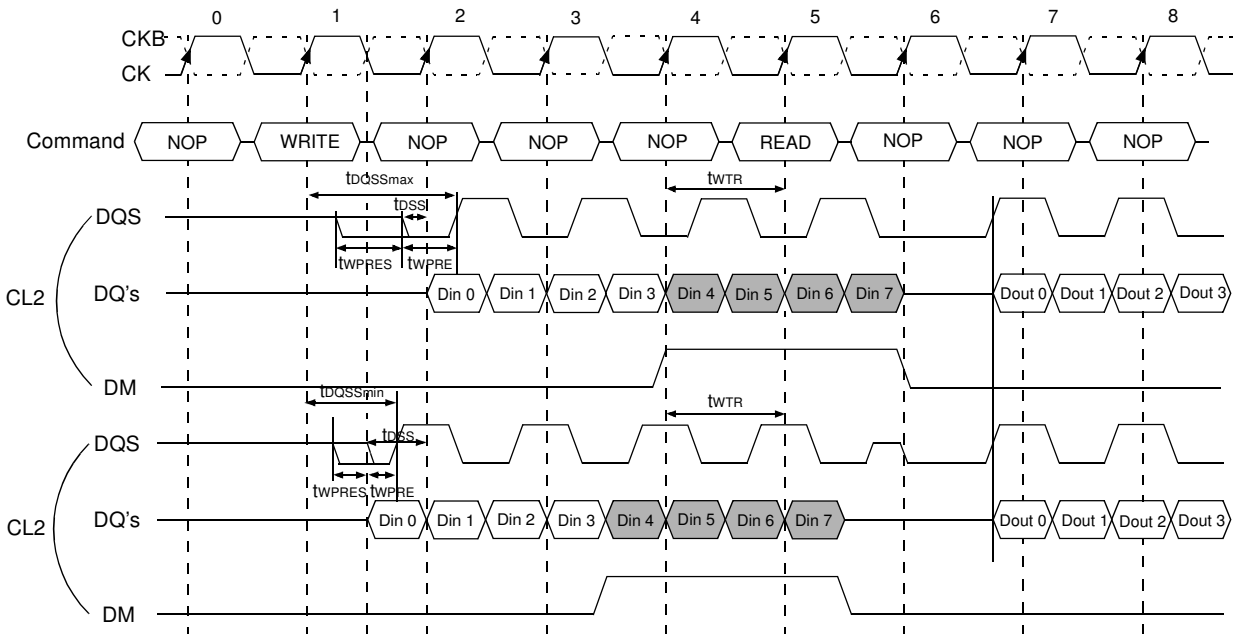 0 1 2 3 4 5 6 7 8
CKB
CK
Command NOP WRITE NOP NOP NOP READ NOP NOP NOP
tDQSSmax tWTR
DQS tDSS
tWPRES tWPRE
CL2 DQ's Din 0 Din 1 Din 2 Din 3 Din 4 Din 5 Din 6 Din 7 Dout 0 Dout 1 Dout 2 Dout 3
DM
tDQSSmin tWTR
DQS tDSS
tWPRES tWPRE
CL2 DQ's Din 0 Din 1 Din 2 Din 3 Din 4 Din 5 Din 6 Din 7 Dout 0 Dout 1 Dout 2 Dout 3
DM